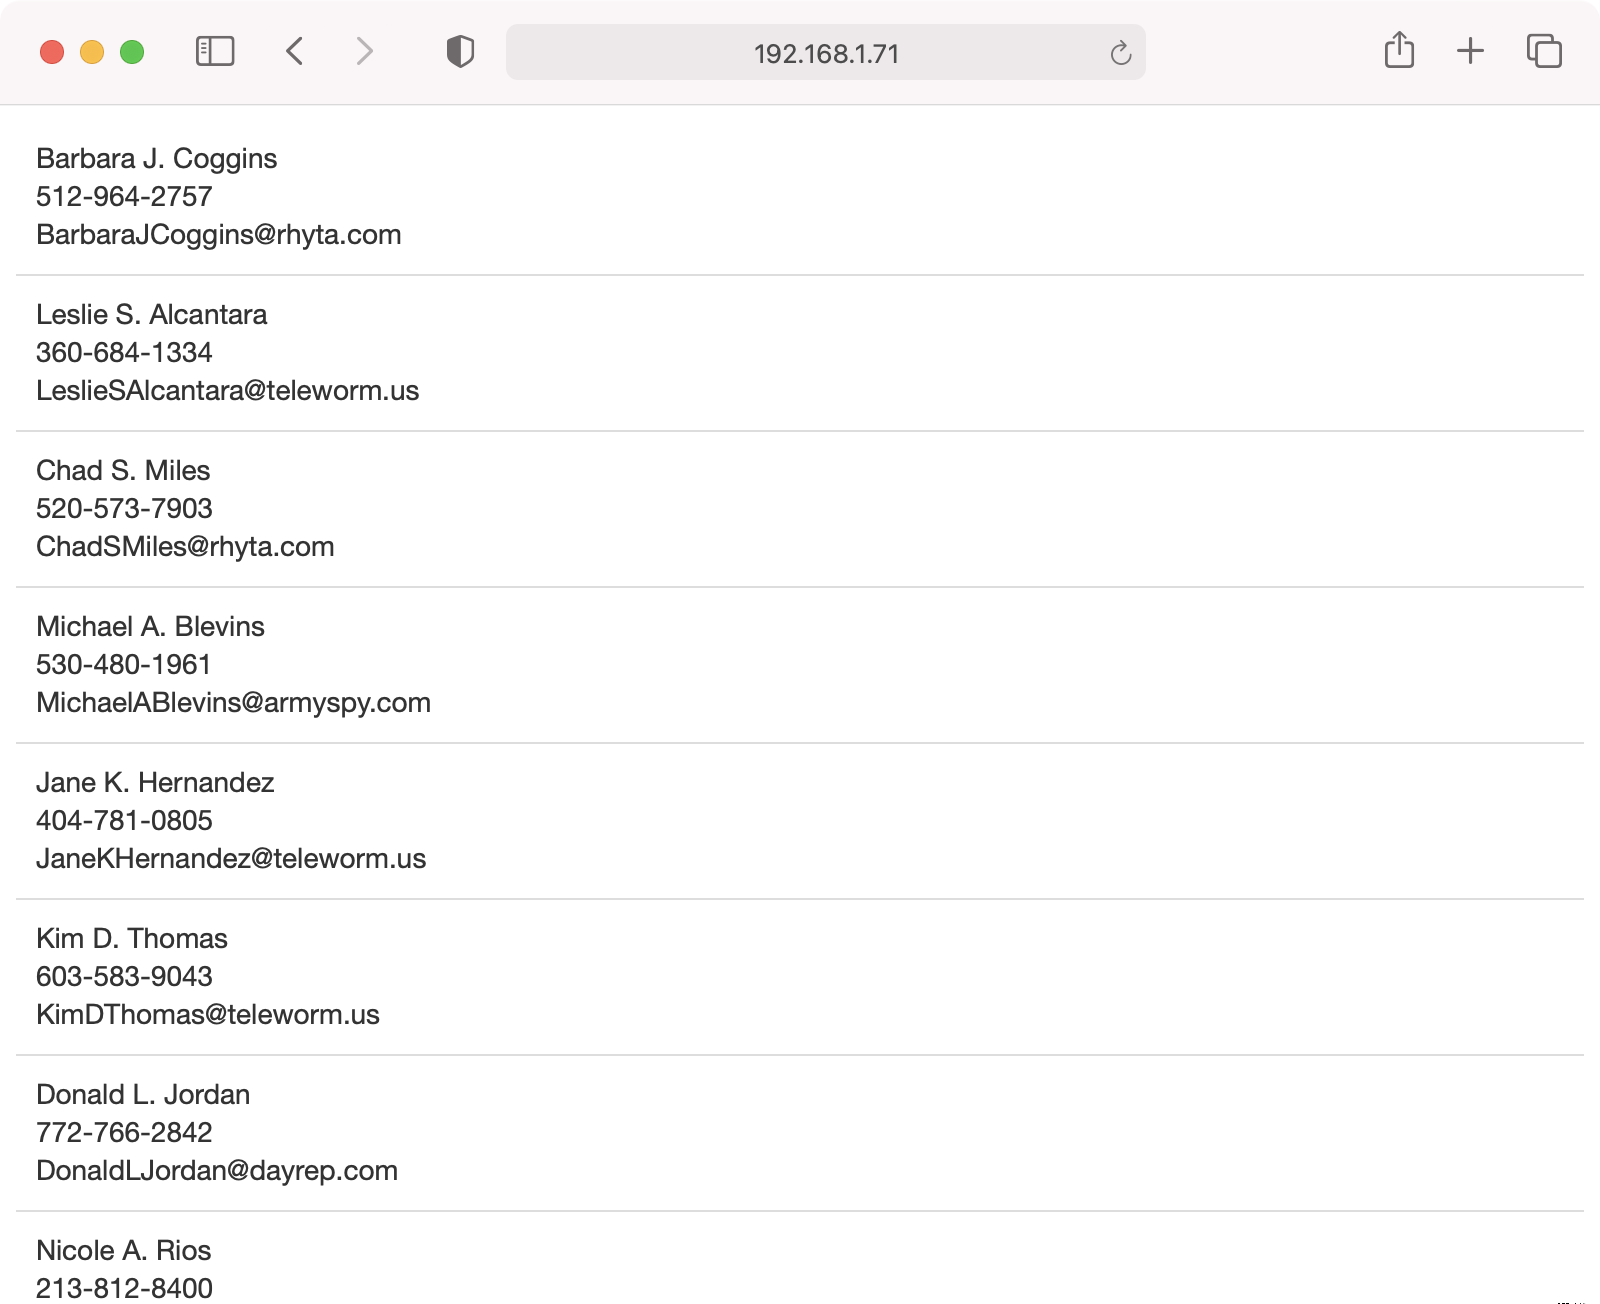 192.168.1.71
Barbara J. Coggins
512-964-2757
BarbaraJCoggins@rhyta.com
Leslie S. Alcantara
360-684-1334
LeslieSAlcantara@teleworm.us
Chad S. Miles
520-573-7903
ChadSMiles@rhyta.com
Michael A. Blevins
530-480-1961
MichaelABlevins@armyspy.com
Jane K. Hernandez
404-781-0805
JaneKHernandez@teleworm.us
Kim D. Thomas
603-583-9043
KimDThomas@teleworm.us
Donald L. Jordan
772-766-2842
DonaldLJordan@dayrep.com
Nicole A. Rios
213-812-8400